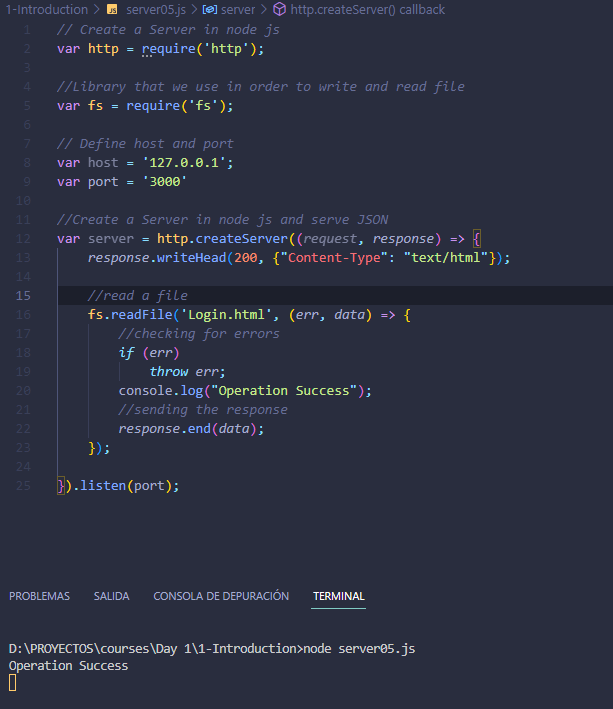 1-Introduction > JS server05.js > server > http.createServer() callback
1 // Create a Server in node js
2 var http = require('http');
3
4 //Library that we use in order to write and read file
5 var fs = require('fs');
6
7 // Define host and port
8 var host = '127.0.0.1';
9 var port = '3000'
10
11 //Create a Server in node js and serve JSON
12 var server = http.createServer((request, response) => {
13     response.writeHead(200, {"Content-Type": "text/html"});
14
15     //read a file
16     fs.readFile('Login.html', (err, data) => {
17         //checking for errors
18         if (err)
19             throw err;
20         console.log("Operation Success");
21         //sending the response
22         response.end(data);
23     });
24
25 }).listen(port);
PROBLEMAS SALIDA CONSOLA DE DEPURACIÓN TERMINAL
D:\PROYECTOS\courses\Day 1\1-Introduction>node server05.js
Operation Success